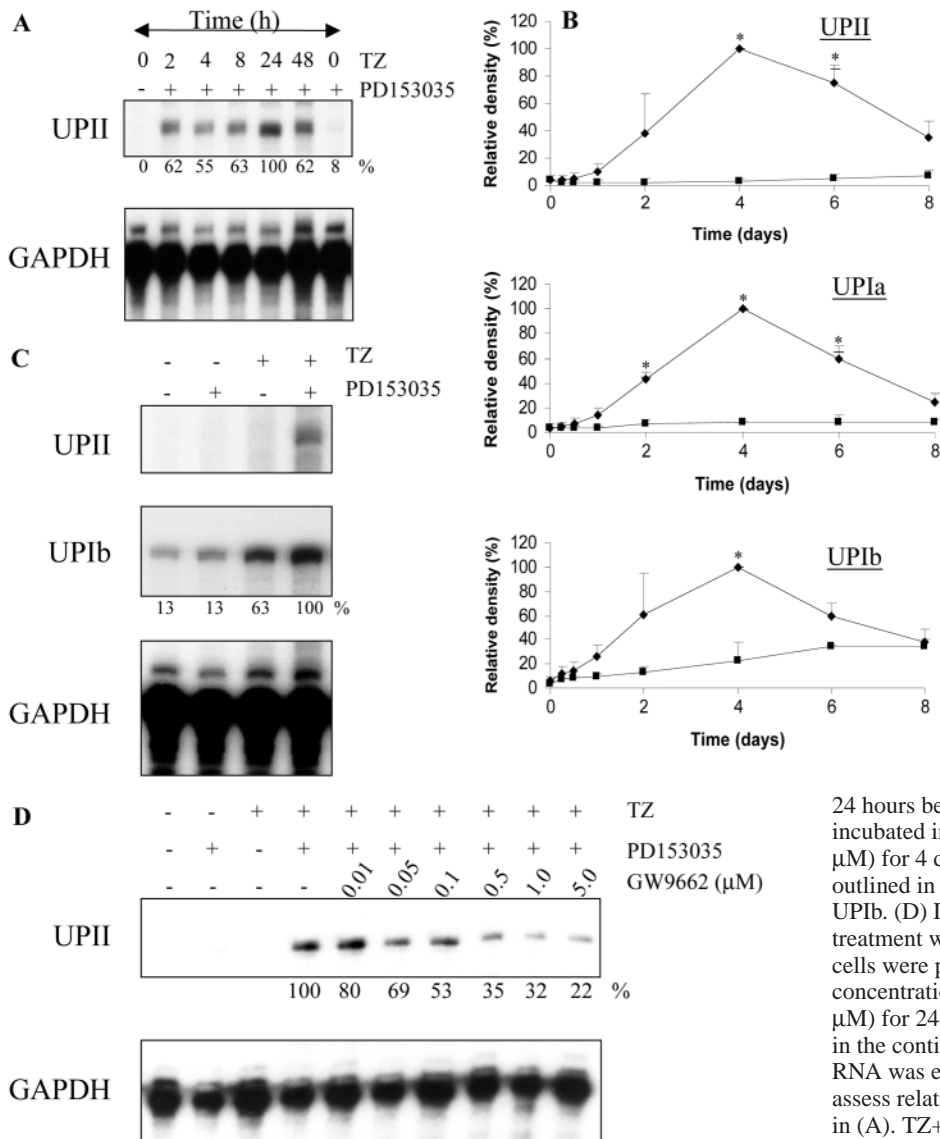 A
Time (h)
0 2 4 8 24 48 0 TZ
- + + + + + + PD153035
UPII
0 62 55 63 100 62 8 %
GAPDH
B
UPII
Relative density (%)
120
100
80
60
40
20
0
* *
0 2 4 6 8
Time (days)
UPIa
Relative density (%)
120
100
80
60
40
20
0
* * *
0 2 4 6 8
Time (days)
UPIb
Relative density (%)
120
100
80
60
40
20
0
*
0 2 4 6 8
Time (days)
C
- - + + TZ
- + - + PD153035
UPII
UPIb
13 13 63 100 %
GAPDH
D
- - + + + + + + + + TZ
- + - + + + + + + + PD153035
- - - - 0.01 0.05 0.1 0.5 1.0 5.0 GW9662 (μM)
UPII
100 80 69 53 35 32 22 %
GAPDH
24 hours be
incubated in
μM) for 4 d
outlined in
UPIb. (D) I
treatment w
cells were p
concentration
μM) for 24
in the conti
RNA was e
assess relat
in (A). TZ+